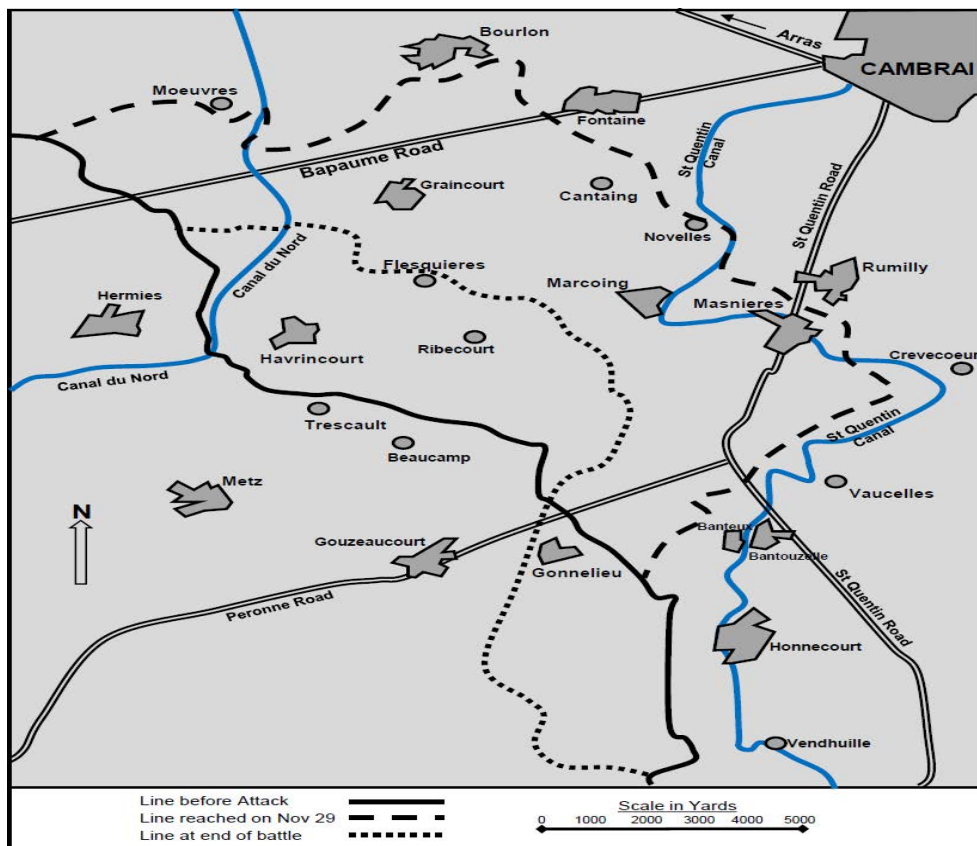 Arras
Bourlon
CAMBRAI
Moeuvres
Fontaine
Bapaume Road
St Quentin
Canal
Graincourt
Cantaing
St Quentin Road
Novelles
Canal du Nord
Flesquieres
Rumilly
Marcoing
Hermies
Masnieres
Havrincourt
Ribecourt
Crevecoeur
Canal du Nord
Trescault
St Quentin
Canal
Beaucamp
Metz
Vaucelles
N
Banteux
Gouzeaucourt
Bantouzelle
Gonnelieu
St Quentin Road
Peronne Road
Honnecourt
Vendhuille
Line before Attack
Line reached on Nov 29
Line at end of battle
Scale in Yards
0 1000 2000 3000 4000 5000